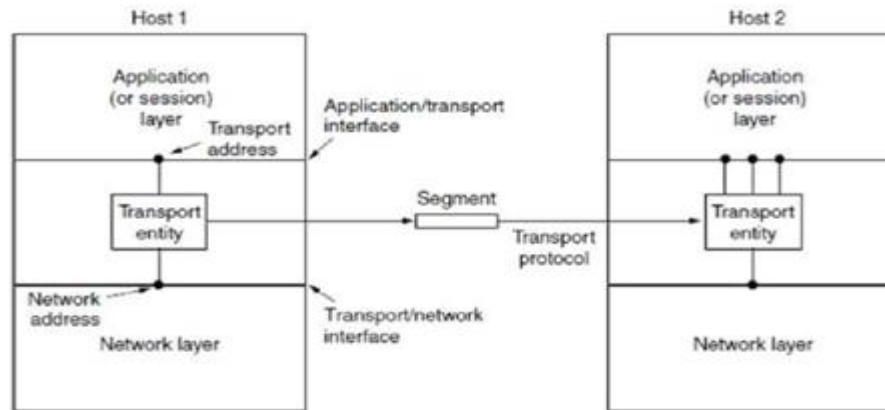 Host 1
Host 2
Application
(or session)
layer
Transport
address
Application/transport
interface
Application
(or session)
layer
Transport
entity
Segment
Transport
protocol
Transport
entity
Network
address
Transport/network
interface
Network layer
Network layer